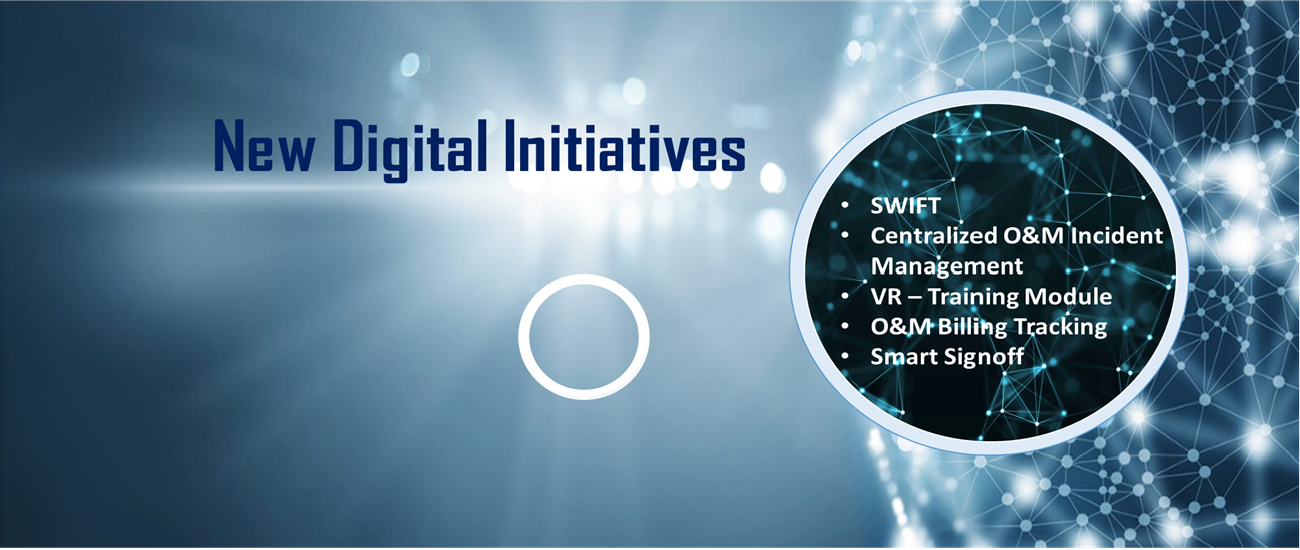 New Digital Initiatives
• SWIFT
• Centralized O&M Incident
Management
• VR – Training Module
• O&M Billing Tracking
• Smart Signoff